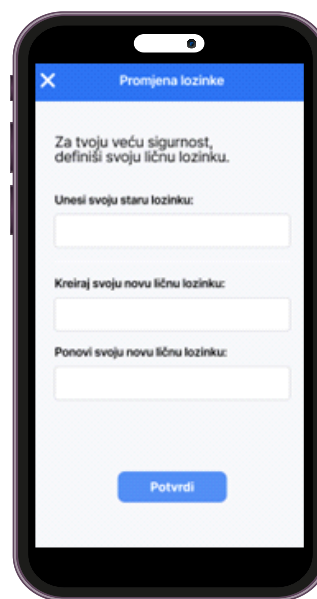 Promjena lozinke
Za tvoju veću sigurnost,
definiši svoju ličnu lozinku.
Unesi svoju staru lozinku:
Kreiraj svoju novu ličnu lozinku:
Ponovi svoju novu ličnu lozinku:
Potvrdi